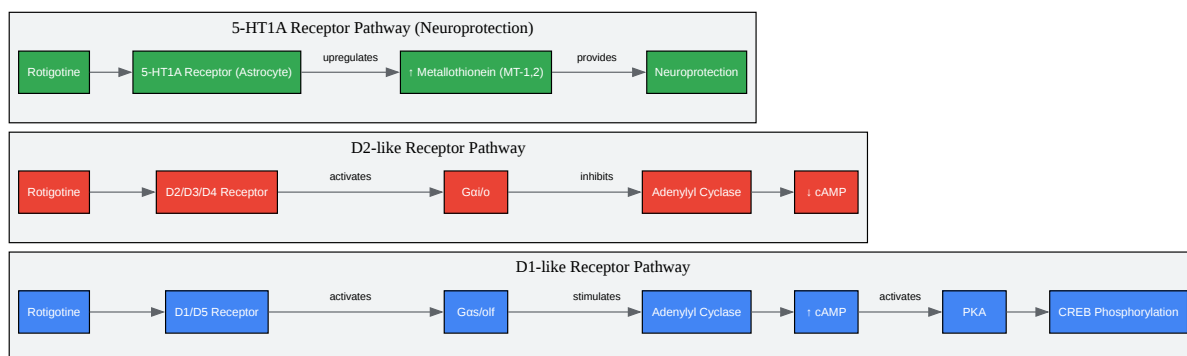 5-HT1A Receptor Pathway (Neuroprotection)
Rotigotine
5-HT1A Receptor (Astrocyte)
upregulates
↑ Metallothionein (MT-1,2)
provides
Neuroprotection
D2-like Receptor Pathway
Rotigotine
D2/D3/D4 Receptor
activates
Gαi/o
inhibits
Adenylyl Cyclase
↓ cAMP
D1-like Receptor Pathway
Rotigotine
D1/D5 Receptor
activates
Gαs/olf
stimulates
Adenylyl Cyclase
↑ cAMP
activates
PKA
CREB Phosphorylation